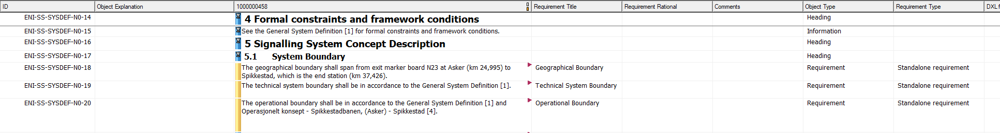 ID Object Explanation 1000000458 Requirement Title Requirement Rational Comments Object Type Requirement Type DXL f
ENI-SS-SYSDEF-N0-14 4 Formal constraints and framework conditions Heading
ENI-SS-SYSDEF-N0-15 See the General System Definition [1] for formal constraints and framework conditions. Information
ENI-SS-SYSDEF-N0-16 5 Signalling System Concept Description Heading
ENI-SS-SYSDEF-N0-17 5.1 System Boundary Heading
ENI-SS-SYSDEF-N0-18 The geographical boundary shall span from exit marker board N23 at Asker (km 24,995) to Geographical Boundary Requirement Standalone requirement
Spikkestad, which is the end station (km 37,426).
ENI-SS-SYSDEF-N0-19 The technical system boundary shall be in accordance to the General System Definition [1]. Technical System Boundary Requirement Standalone requirement
ENI-SS-SYSDEF-N0-20 The operational boundary shall be in accordance to the General System Definition [1] and Operational Boundary Requirement Standalone requirement
Operasjonelt konsept - Spikkestadbanen, (Asker) - Spikkestad [4].